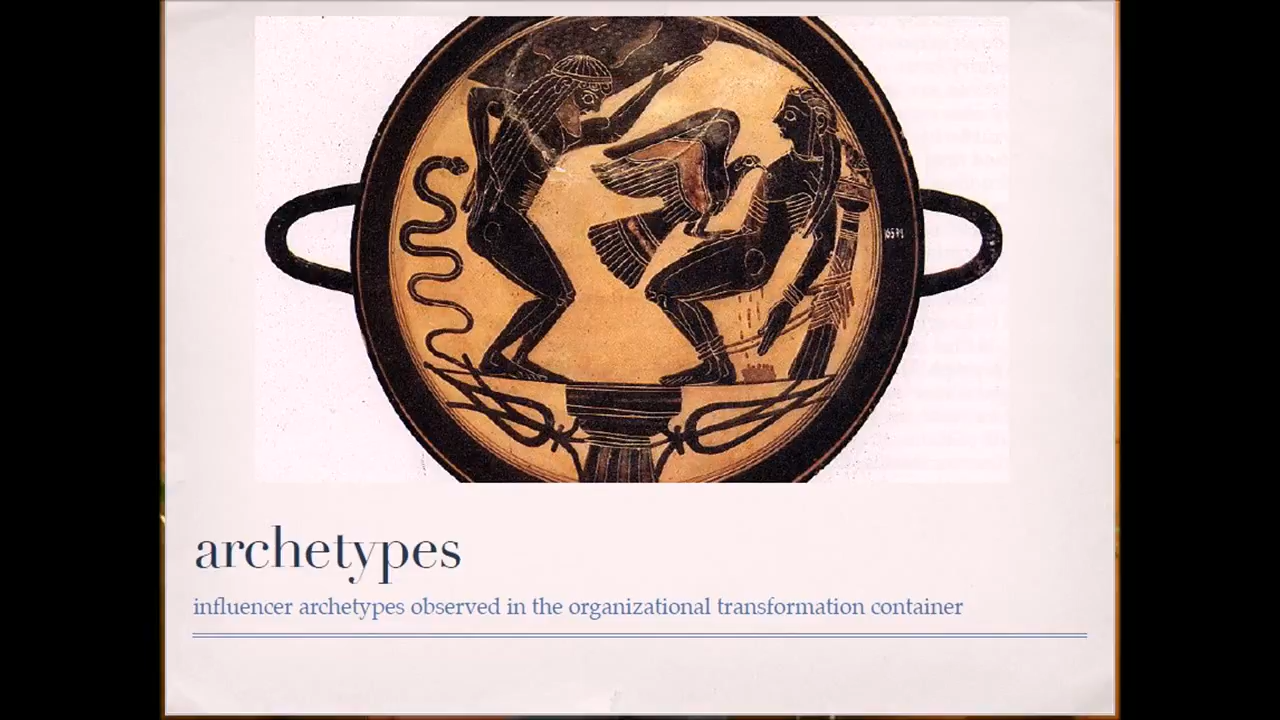 archetypes
influencer archetypes observed in the organizational transformation container